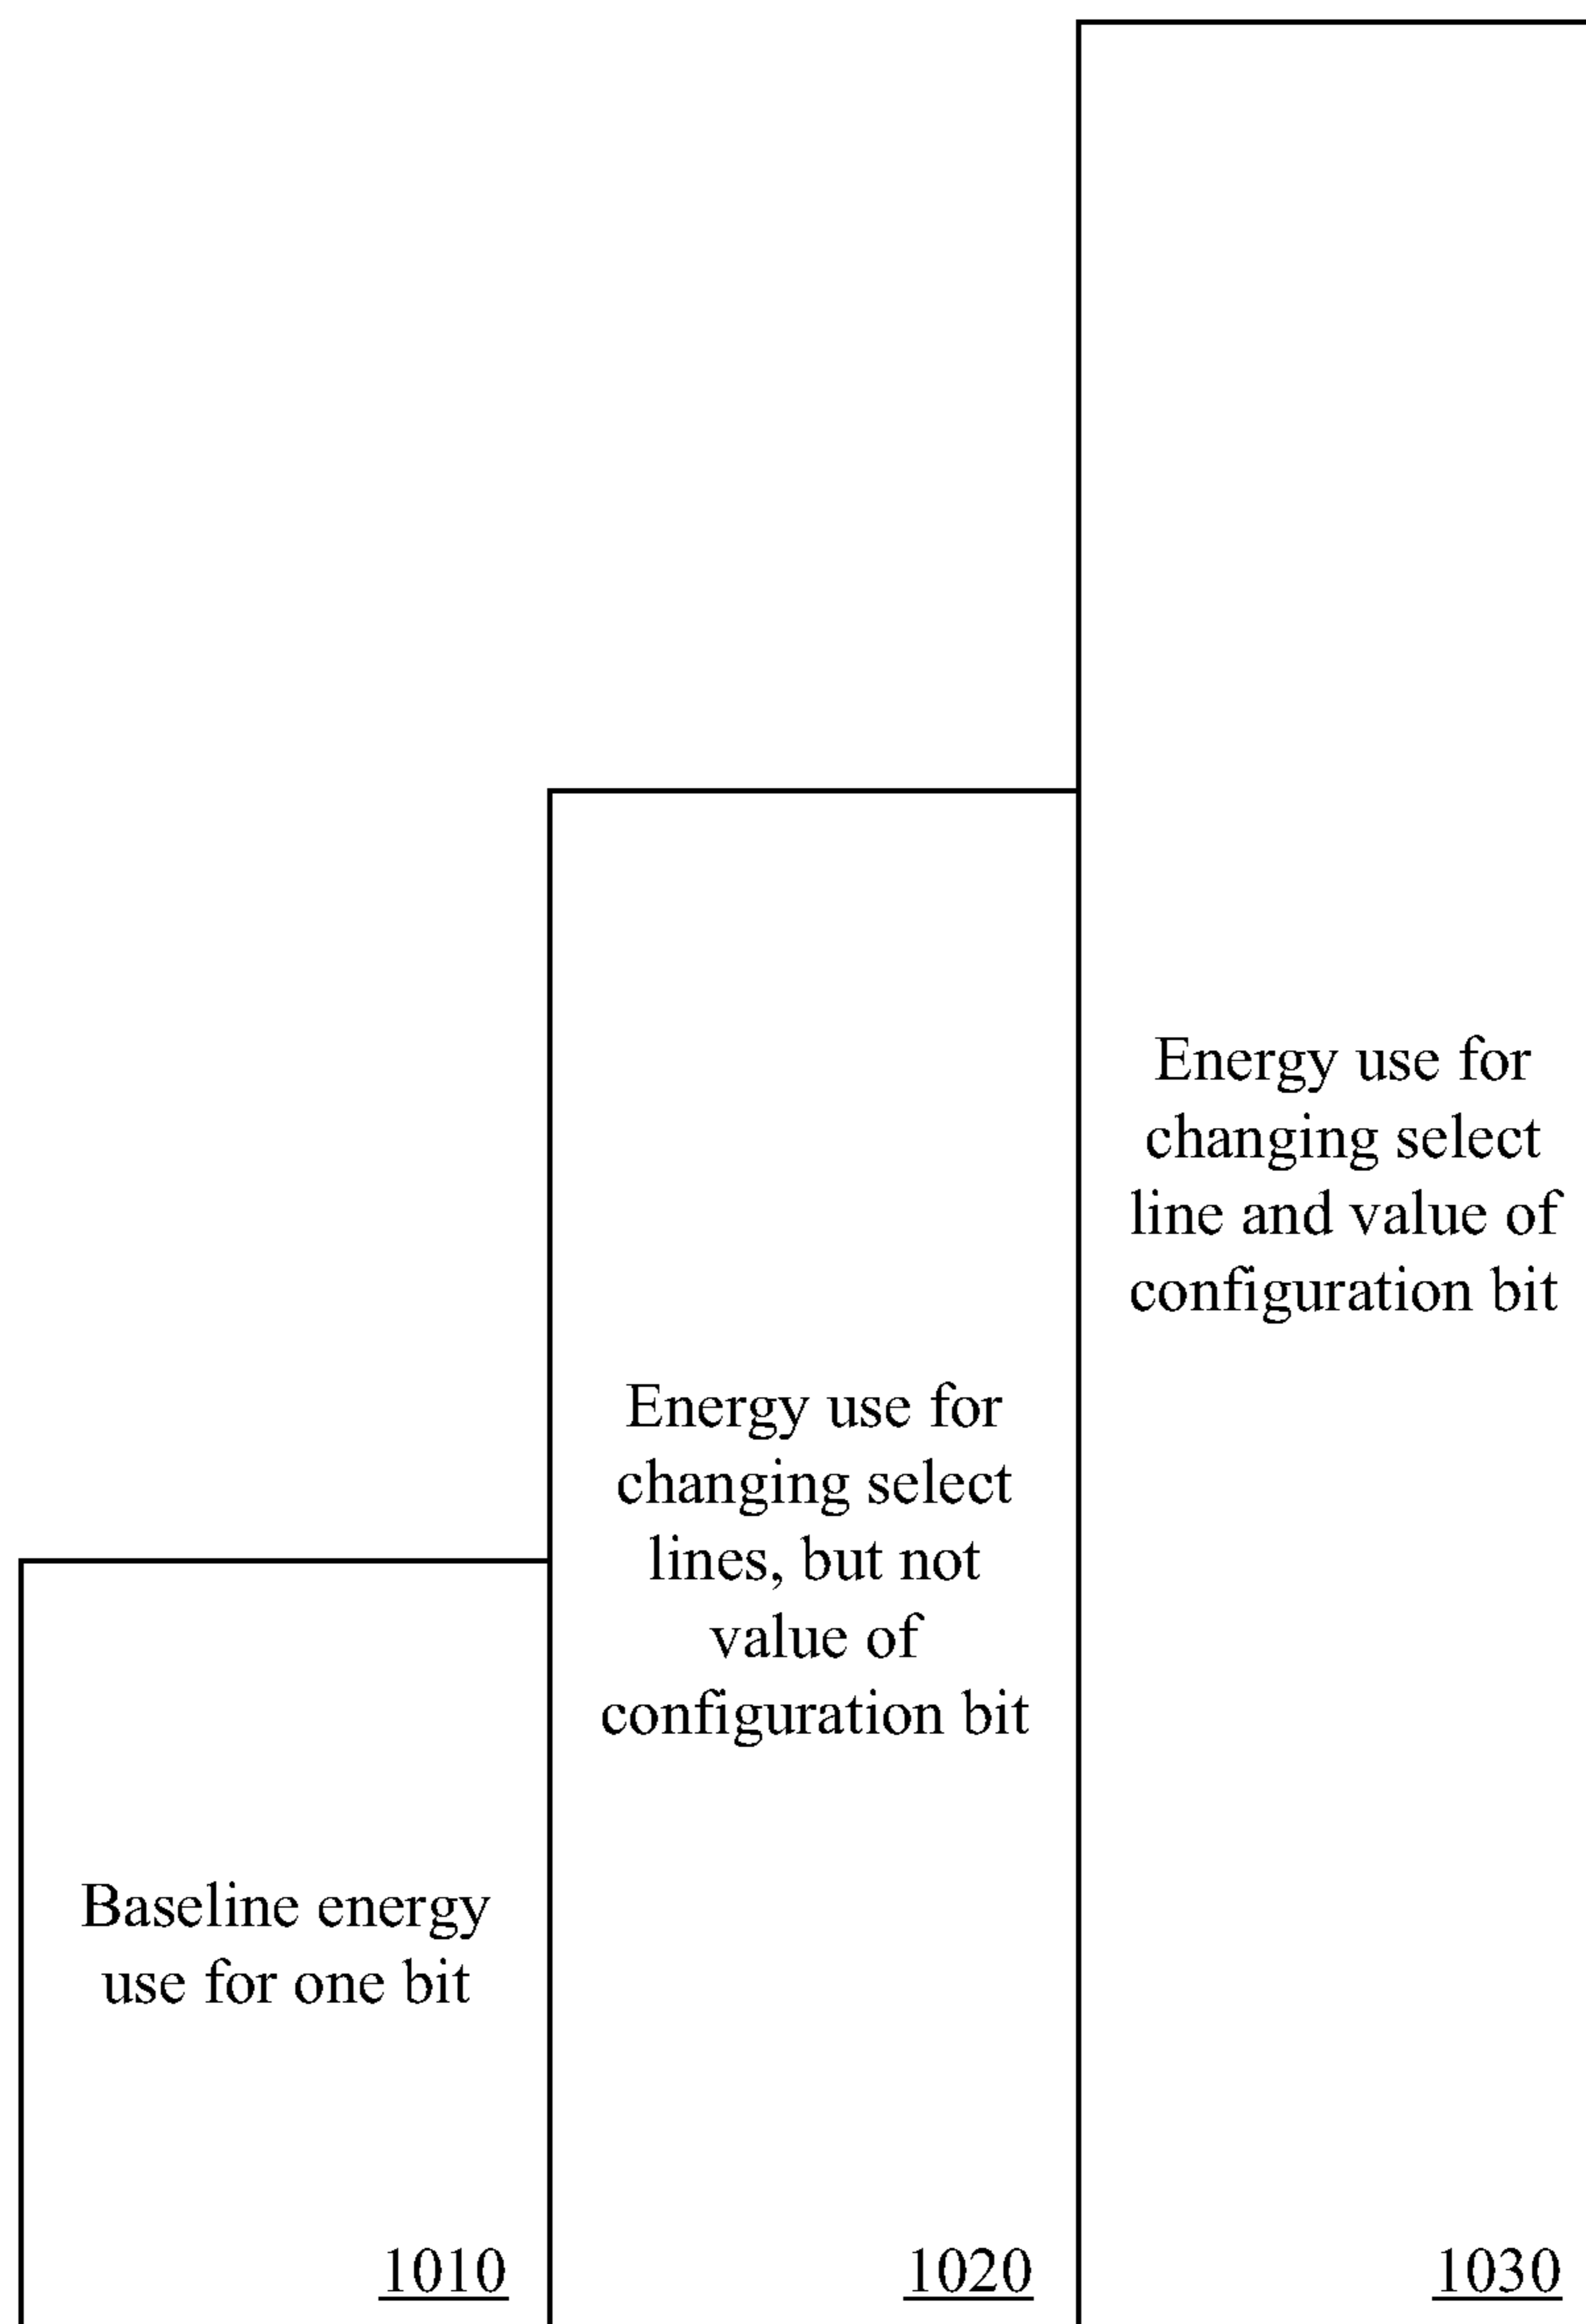 Energy use for
changing select
line and value of
configuration bit
Energy use for
changing select
lines, but not
value of
configuration bit
Baseline energy
use for one bit
1010
1020
1030